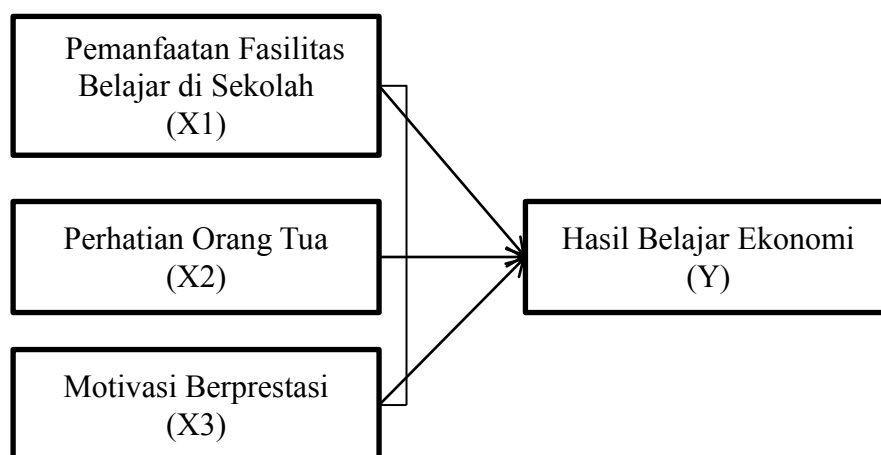 Pemanfaatan Fasilitas
Belajar di Sekolah
(X1)
Perhatian Orang Tua
(X2)
Hasil Belajar Ekonomi
(Y)
Motivasi Berprestasi
(X3)